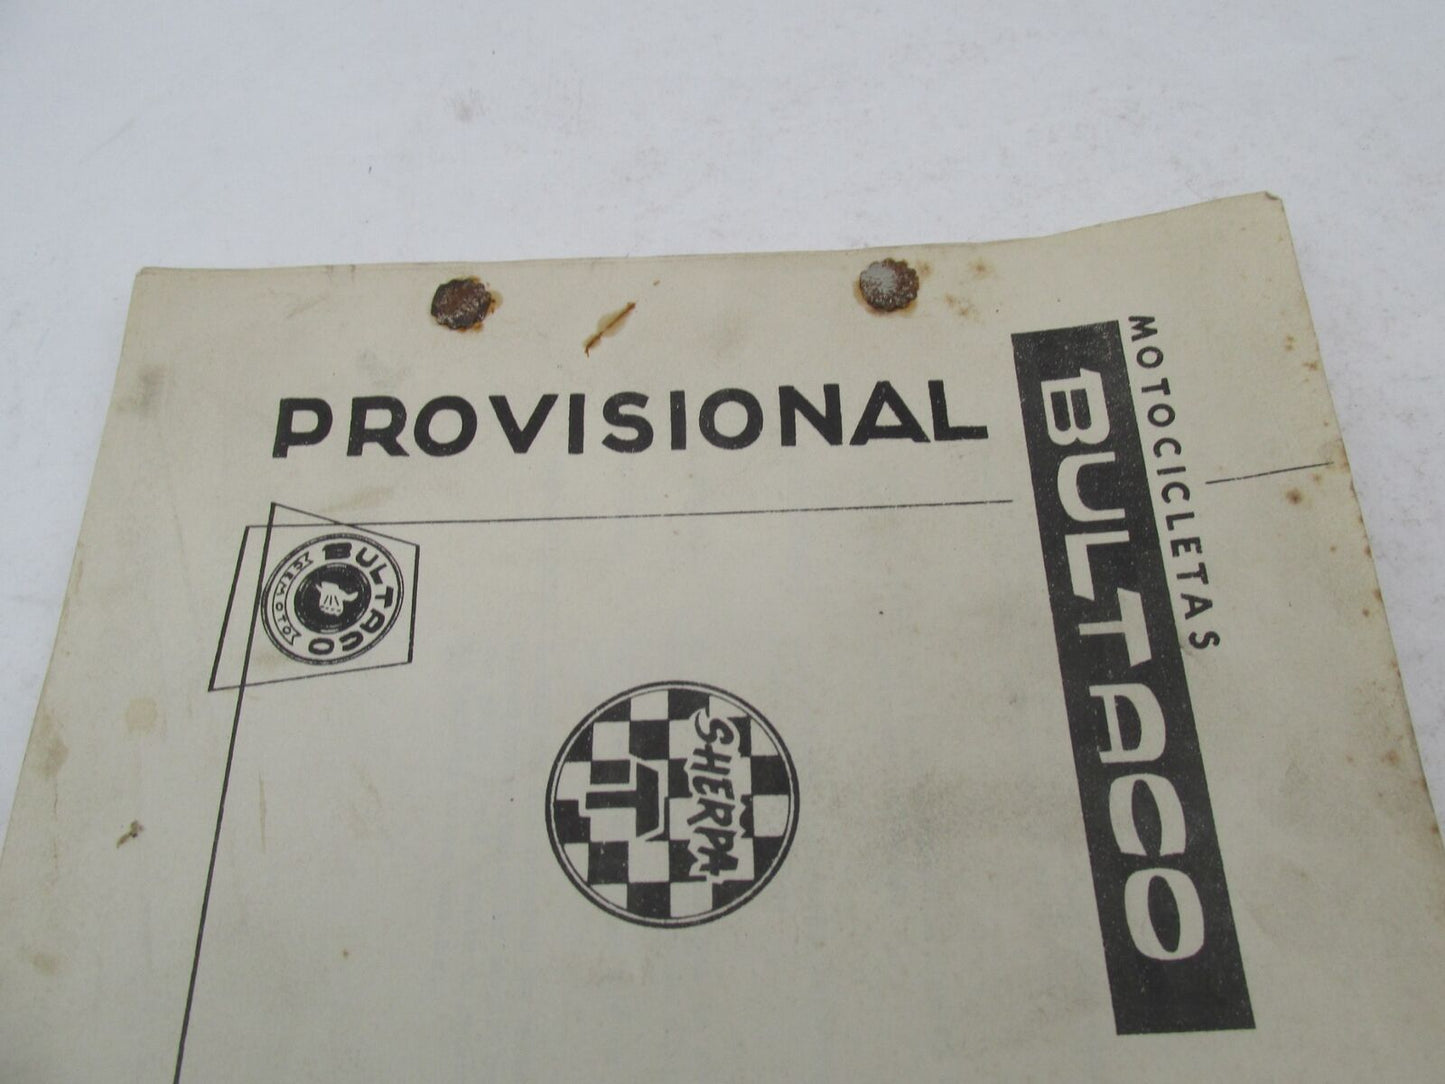 PROVISIONAL
MOTOCICLETAS
BULTACO
BULTACO
CEMOTO
SHERPA
T